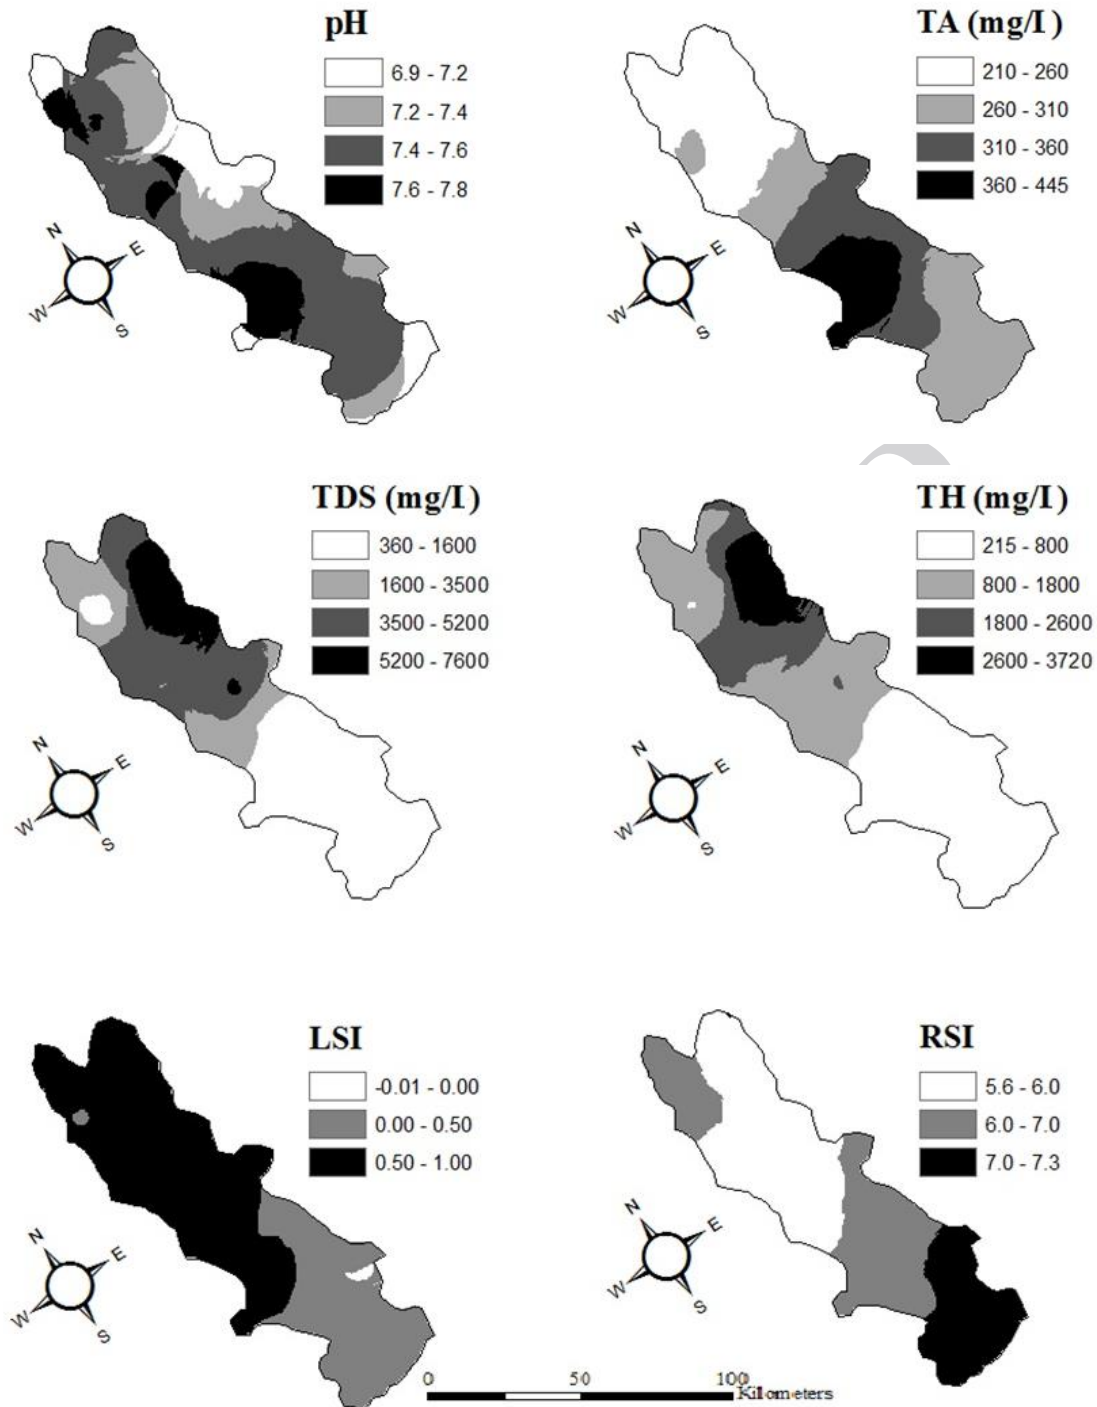 pH
6.9 - 7.2
7.2 - 7.4
7.4 - 7.6
7.6 - 7.8
N
E
W
S
TA (mg/l)
210 - 260
260 - 310
310 - 360
360 - 445
N
E
W
S
TDS (mg/l)
360 - 1600
1600 - 3500
3500 - 5200
5200 - 7600
N
E
W
S
TH (mg/l)
215 - 800
800 - 1800
1800 - 2600
2600 - 3720
N
E
W
S
LSI
-0.01 - 0.00
0.00 - 0.50
0.50 - 1.00
N
E
W
S
RSI
5.6 - 6.0
6.0 - 7.0
7.0 - 7.3
N
E
W
S
0 50 100
Kilometers